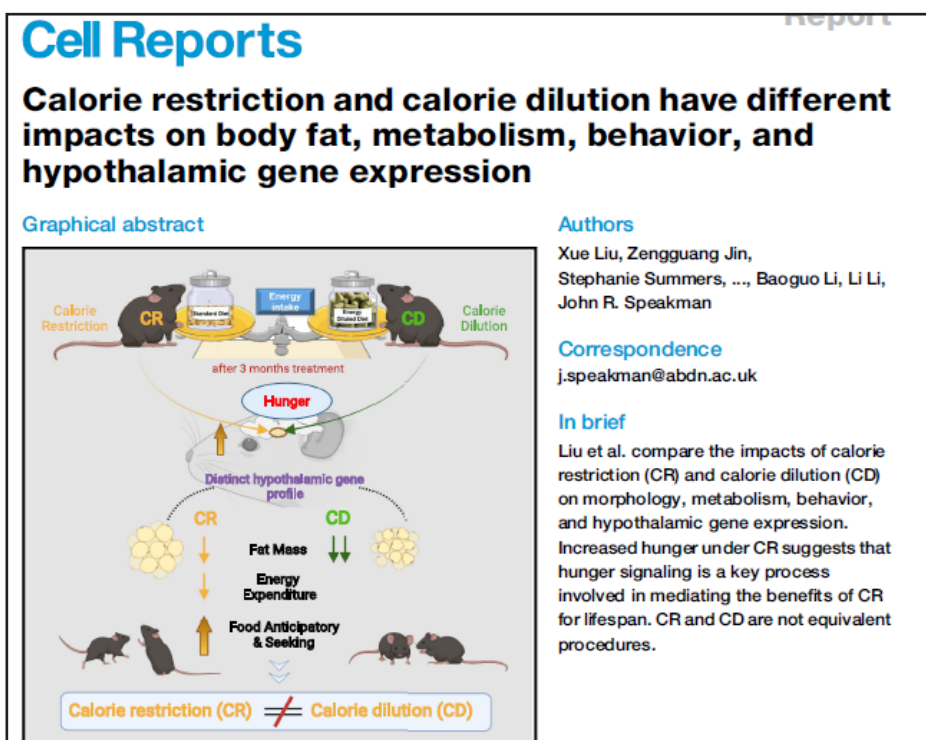 Report
Cell Reports
Calorie restriction and calorie dilution have different
impacts on body fat, metabolism, behavior, and
hypothalamic gene expression
Graphical abstract
Calorie
Restriction
CR
Standard Diet
Energy
intake
Energy
Diluted Diet
CD
Calorie
Dilution
after 3 months treatment
Hunger
Distinct hypothalamic gene
profile
CR
CD
Fat Mass
Energy
Expenditure
Food Anticipatory
& Seeking
Calorie restriction (CR) ≠ Calorie dilution (CD)
Authors
Xue Liu, Zengguang Jin,
Stephanie Summers, ..., Baoguo Li, Li Li,
John R. Speakman
Correspondence
j.speakman@abdn.ac.uk
In brief
Liu et al. compare the impacts of calorie
restriction (CR) and calorie dilution (CD)
on morphology, metabolism, behavior,
and hypothalamic gene expression.
Increased hunger under CR suggests that
hunger signaling is a key process
involved in mediating the benefits of CR
for lifespan. CR and CD are not equivalent
procedures.